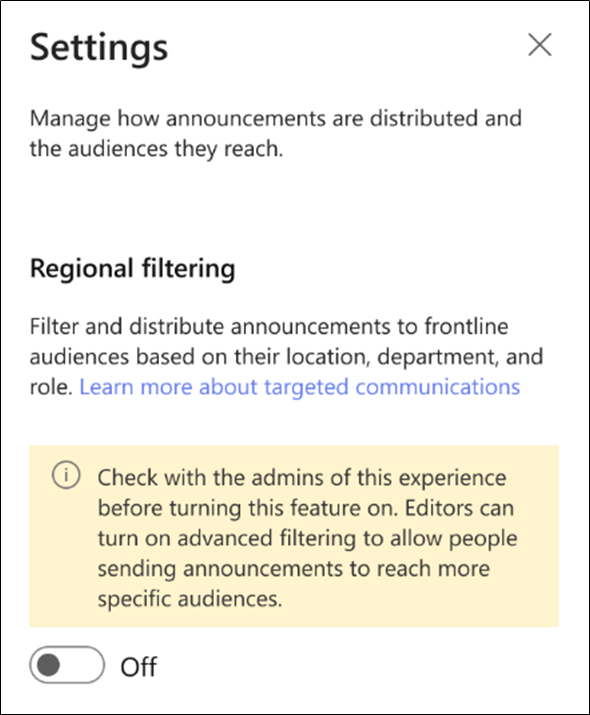 Settings
Manage how announcements are distributed and
the audiences they reach.
Regional filtering
Filter and distribute announcements to frontline
audiences based on their location, department, and
role. Learn more about targeted communications
Check with the admins of this experience
before turning this feature on. Editors can
turn on advanced filtering to allow people
sending announcements to reach more
specific audiences.
Off